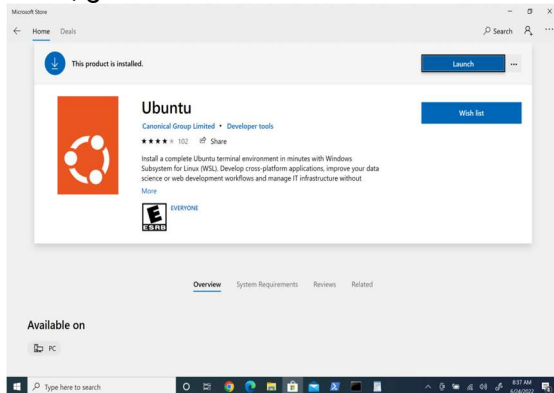 Microsoft Store
Home Deals
Search
This product is installed.
Launch
Ubuntu
Canonical Group Limited • Developer tools
102 Share
Wish list
Install a complete Ubuntu terminal environment in minutes with Windows
Subsystem for Linux (WSL). Develop cross-platform applications, improve your data
science or web development workflows and manage IT infrastructure without
More
E
EVERYONE
ESRB
Overview System Requirements Reviews Related
Available on
PC
Type here to search
8:37 AM
6/24/2022